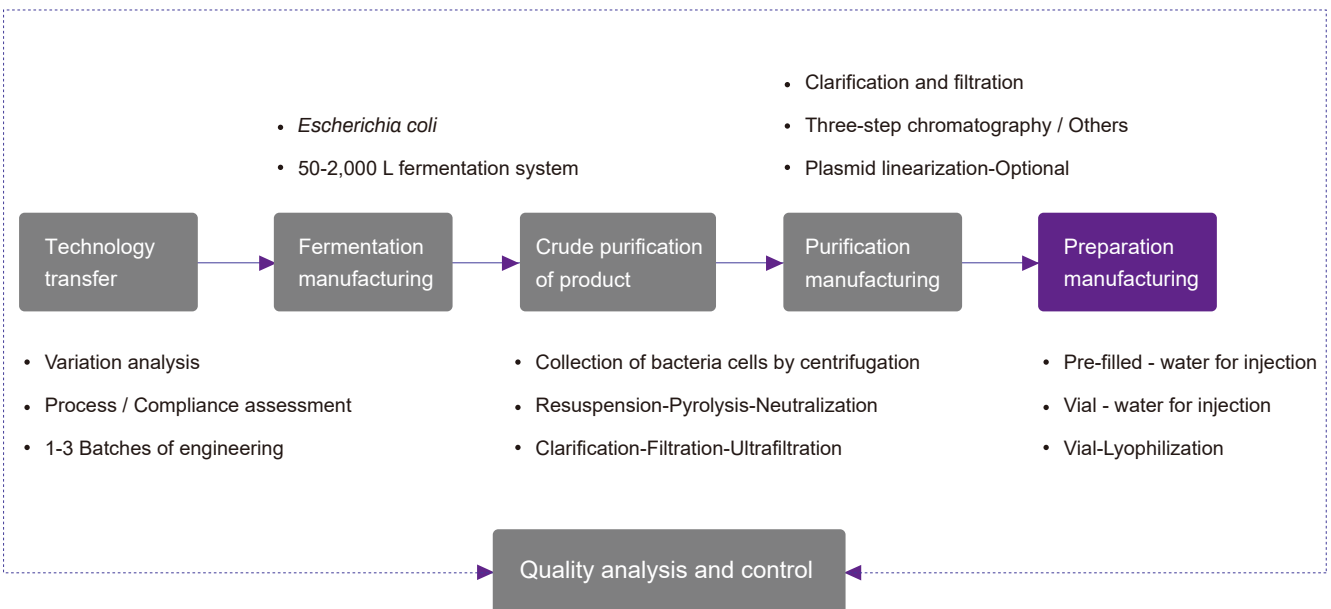 • Clarification and filtration
• Three-step chromatography / Others
• Plasmid linearization-Optional
• Escherichia coli
• 50-2,000 L fermentation system
Technology
transfer
Fermentation
manufacturing
Crude purification
of product
Purification
manufacturing
Preparation
manufacturing
• Variation analysis
• Process / Compliance assessment
• 1-3 Batches of engineering
• Collection of bacteria cells by centrifugation
• Resuspension-Pyrolysis-Neutralization
• Clarification-Filtration-Ultrafiltration
• Pre-filled - water for injection
• Vial - water for injection
• Vial-Lyophilization
Quality analysis and control